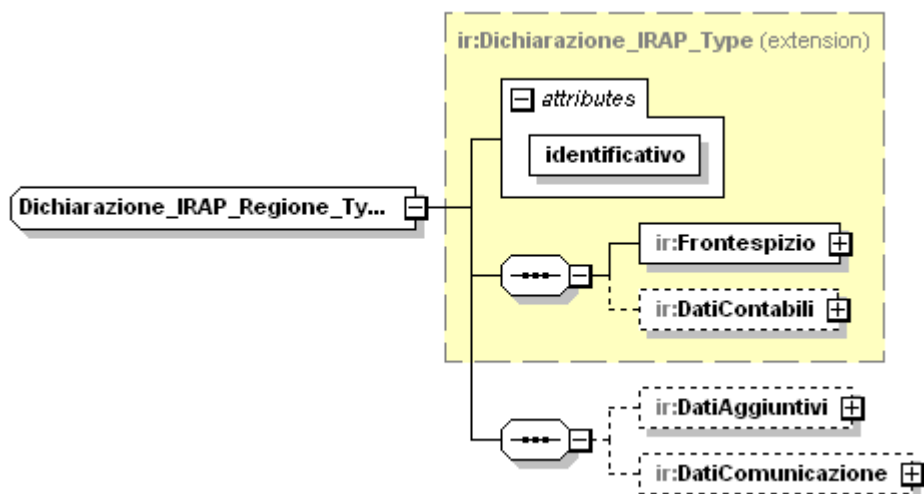 ir:Dichiarazione_IRAP_Type (extension)
attributes
identificativo
Dichiarazione_IRAP_Regione_Ty...
ir:Frontespizio
ir:DatiContabili
ir:DatiAggiuntivi
ir:DatiComunicazione